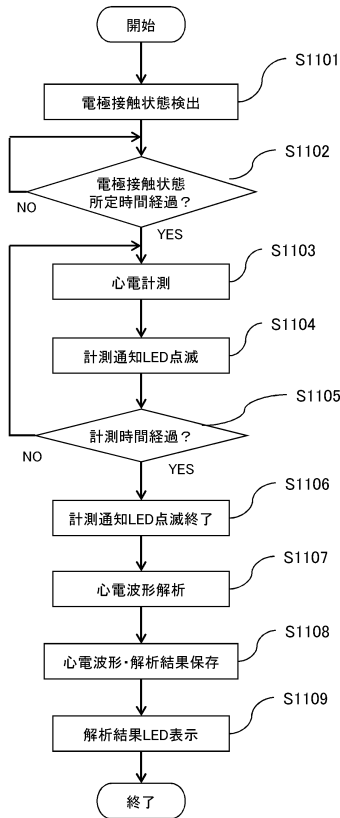 開始
S1101
電極接触状態検出
S1102
電極接触状態
所定時間経過？
NO
YES
S1103
心電計測
S1104
計測通知LED点滅
S1105
計測時間経過？
NO
YES
S1106
計測通知LED点滅終了
S1107
心電波形解析
S1108
心電波形・解析結果保存
S1109
解析結果LED表示
終了